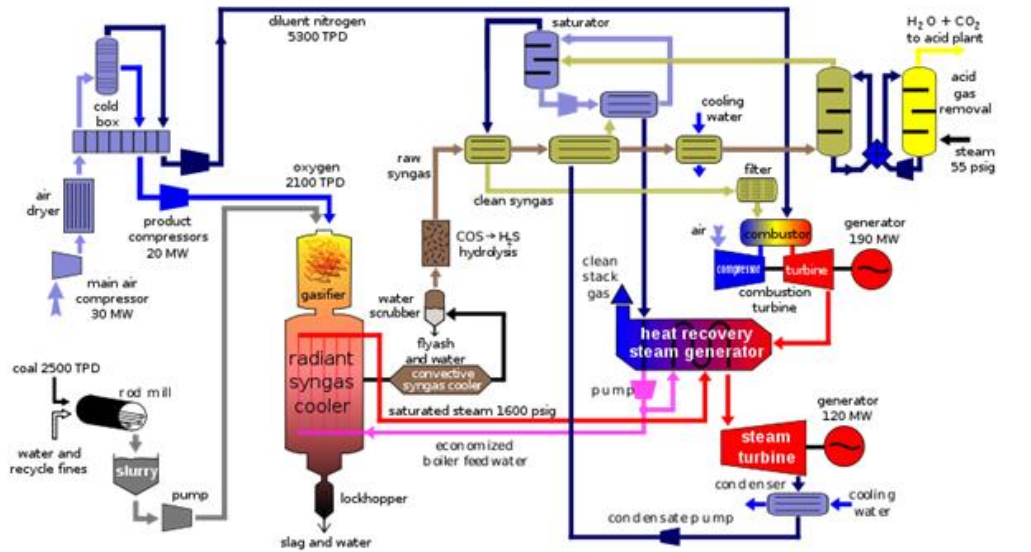 diluent nitrogen
5300 TPD
saturator
H2O + CO2
to acid plant
cold
box
cooling
water
acid
gas
removal
steam
55 psig
raw
syngas
oxygen
2100 TPD
filter
clean syngas
air
dryer
product
compressors
20 MW
COS→H2S
hydrolysis
air
combustor
generator
190 MW
compressor
turbine
combustion
turbine
clean
stack
gas
gasifier
main air
compressor
30 MW
water
scrubber
flyash
and water
heat recovery
steam generator
radiant
syngas
cooler
convective
syngas cooler
coal 2500 TPD
rod mill
pump
saturated steam 1600 psig
generator
120 MW
steam
turbine
economized
boiler feed water
water and
recycle fines
slurry
pump
lockhopper
condenser
cooling
water
condensate pump
slag and water